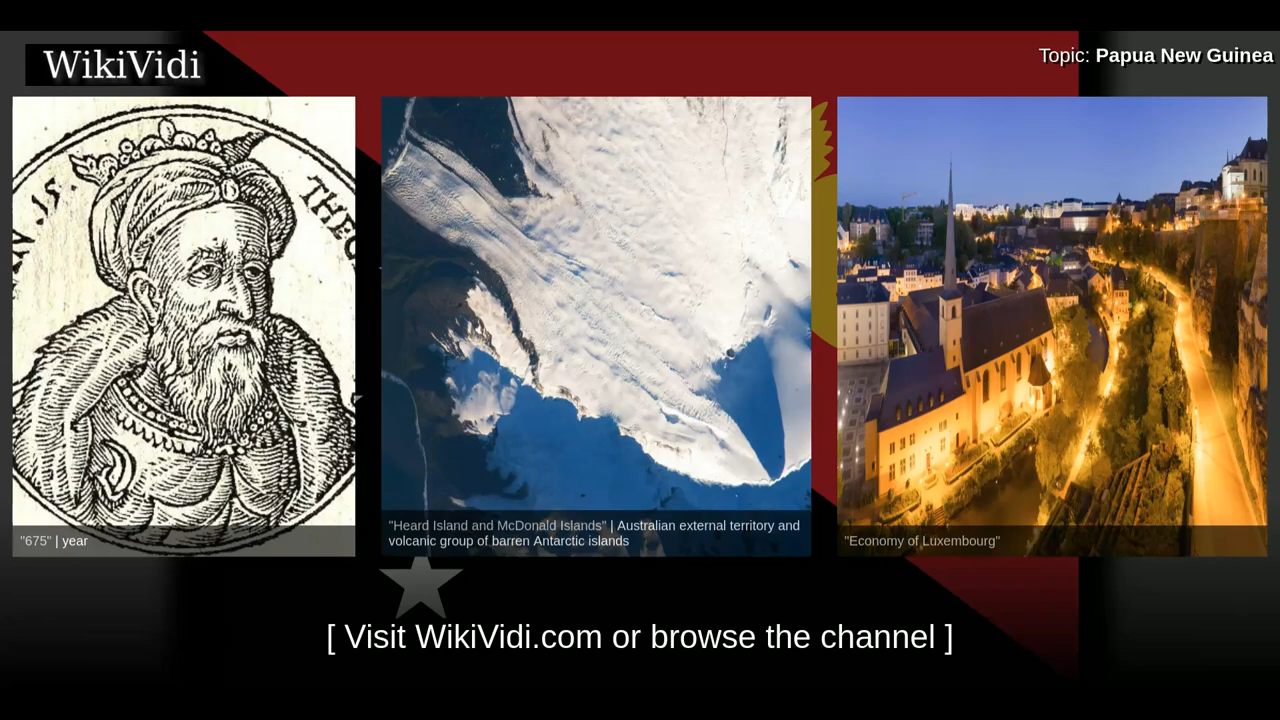 WikiVidi
Topic: Papua New Guinea
"675" | year
"Heard Island and McDonald Islands" | Australian external territory and
volcanic group of barren Antarctic islands
"Economy of Luxembourg"
[ Visit WikiVidi.com or browse the channel ]